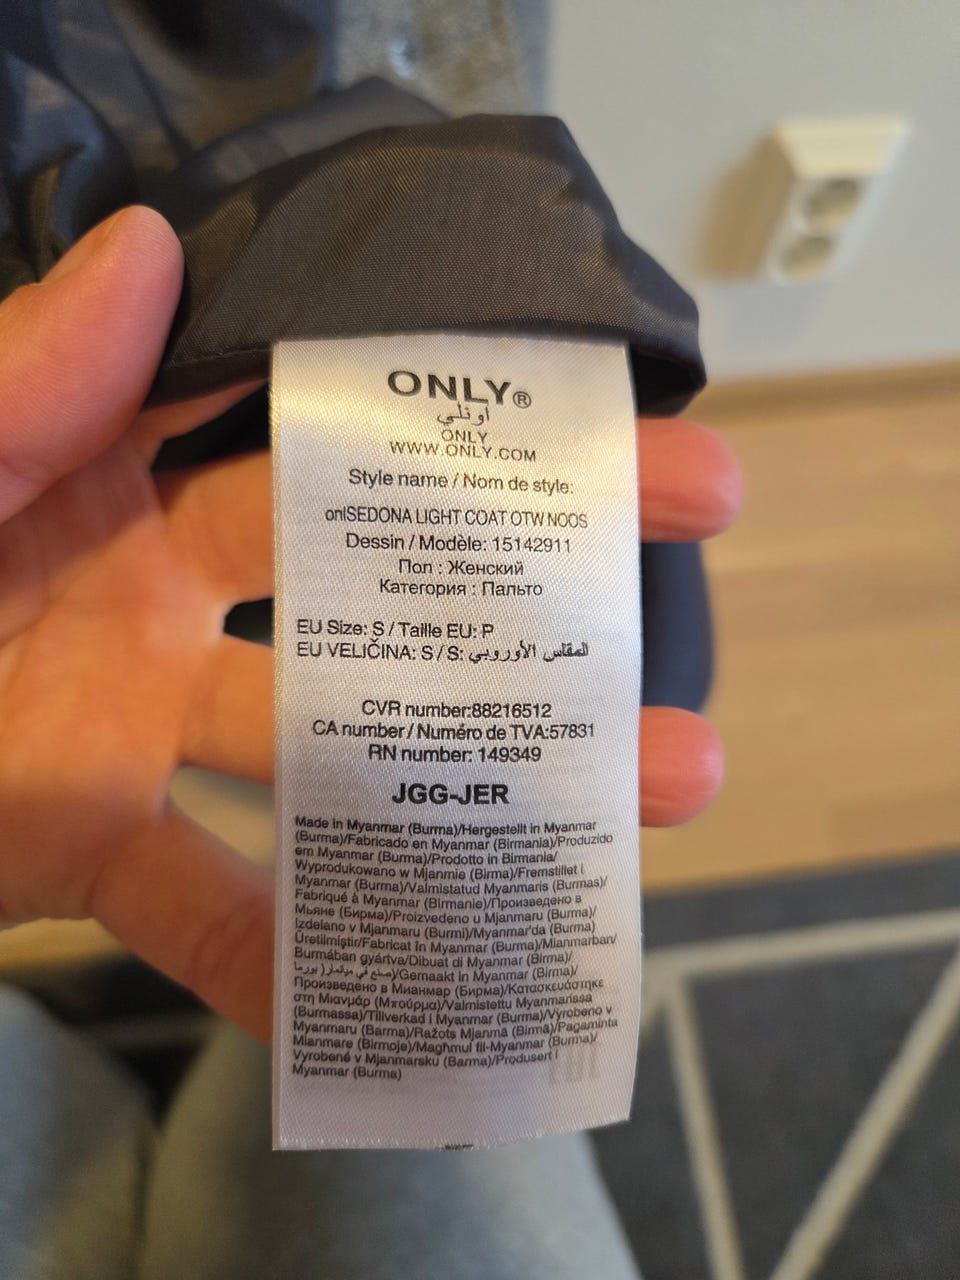 ONLY®
اونلي
ONLY
WWW.ONLY.COM
Style name / Nom de style:
onlSEDONA LIGHT COAT OTW NOOS
Dessin / Modèle: 15142911
Пол : Женский
Категория : Пальто
EU Size: S / Taille EU: P
EU VELIČINA: S / S: المقاس الأوروبي
CVR number:88216512
CA number / Numéro de TVA:57831
RN number: 149349
JGG-JER
Made in Myanmar (Burma)/Hergestellt in Myanmar
(Burma)/Fabricado en Myanmar (Birmania)/Produzido
em Myanmar (Burma)/Prodotto in Birmania/
Wyprodukowano w Mjanmie (Birma)/Fremstillet i
Myanmar (Burma)/Valmistatud Myanmaris (Burmas)/
Fabriqué à Myanmar (Birmanie)/Произведено в
Мьяне (Бирма)/Proizvedeno u Mjanmaru (Burma)/
Izdelano v Mjanmaru (Burmi)/Myanmar'da (Burma)
Üretilmiştir/Fabricat în Myanmar (Burma)/Mianmarban/
Burmában gyártva/Dibuat di Myanmar (Birma)/
صنع في ميانمار( بورما)/Gemaakt in Myanmar (Birma)/
Произведено в Мианмар (Бирма)/Κατασκευάστηκε
στη Μιανμάρ (Μπούρμα)/Valmistettu Myanmarissa
(Burmassa)/Tillverkad i Myanmar (Burma)/Vyrobeno v
Myanmaru (Barma)/Ražots Mjanmā (Birma)/Pagaminta
Mianmare (Birmoje)/Magħmul fil-Myanmar (Burma)/
Vyrobené v Mjanmarsku (Barma)/Produsert i
Myanmar (Burma)